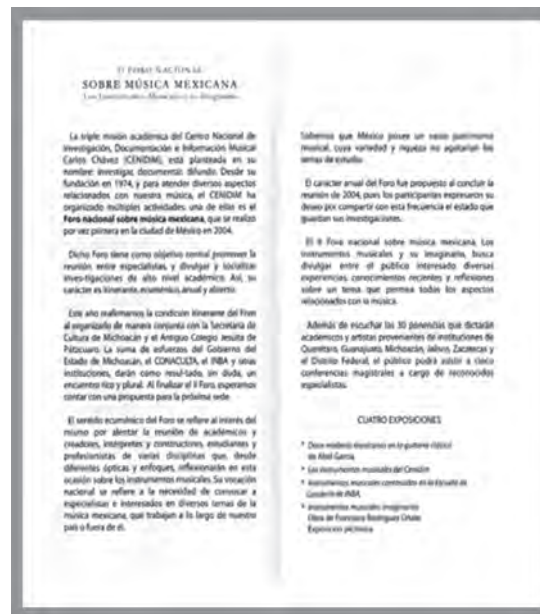 II FORO NACIONAL
SOBRE MÚSICA MEXICANA
Los Instrumentos Musicales y su Imaginario
La triple misión académica del Centro Nacional de
Investigación, Documentación e Información Musical
Carlos Chávez (CENIDIM), está planteada en su
nombre: investigar, documentar, difundir. Desde su
fundación en 1974, y para atender diversos aspectos
relacionados con nuestra música, el CENIDIM ha
organizado múltiples actividades; una de ellas es el
Foro nacional sobre música mexicana, que se realizó
por vez primera en la ciudad de México en 2004.
Dicho Foro tiene como objetivo central promover la
reunión entre especialistas, y divulgar y socializar
inves-tigaciones de alto nivel académico. Así, su
carácter es itinerante, ecuménico, anual y abierto.
Este año reafirmamos la condición itinerante del Foro
al organizarlo de manera conjunta con la Secretaría de
Cultura de Michoacán y el Antiguo Colegio Jesuita de
Pátzcuaro. La suma de esfuerzos del Gobierno del
Estado de Michoacán, el CONACULTA, el INBA y otras
instituciones, darán como resul-tado, sin duda, un
encuentro rico y plural. Al finalizar el II Foro, esperamos
contar con una propuesta para la próxima sede.
El sentido ecuménico del Foro se refiere al interés del
mismo por alentar la reunión de académicos y
creadores, intérpretes y constructores, estudiantes y
profesionistas de varias disciplinas que, desde
diferentes ópticas y enfoques, reflexionarán en esta
ocasión sobre los instrumentos musicales. Su vocación
nacional se refiere a la necesidad de convocar a
especialistas e interesados en diversos temas de la
música mexicana, que trabajan a lo largo de nuestro
país o fuera de él.
Sabemos que México posee un vasto patrimonio
musical, cuya variedad y riqueza no agotarían los
temas de estudio.
El carácter anual del Foro fue propuesto al concluir la
reunión de 2004, pues los participantes expresaron su
deseo por compartir con esta frecuencia el estado que
guardan sus investigaciones.
El II Foro nacional sobre música mexicana, Los
instrumentos musicales y su imaginario, busca
divulgar entre el público interesado diversas
experiencias, conocimientos recientes y reflexiones
sobre un tema que permea todas los aspectos
relacionados con la música.
Además de escuchar las 30 ponencias que dictarán
académicos y artistas provenientes de instituciones de
Querétaro, Guanajuato, Michoacán, Jalisco, Zacatecas y
el Distrito Federal, el público podrá asistir a cinco
conferencias magistrales a cargo de reconocidos
especialistas.
CUATRO EXPOSICIONES
* Doce maderas mexicanas en la guitarra clásica
de Abel García,
* Los instrumentos musicales del Cenidim
* Instrumentos musicales construidos en la Escuela de
Laudería de INBA,
* Instrumentos musicales imaginarios
Obra de Francisco Rodríguez Oñate
Exposición pictórica